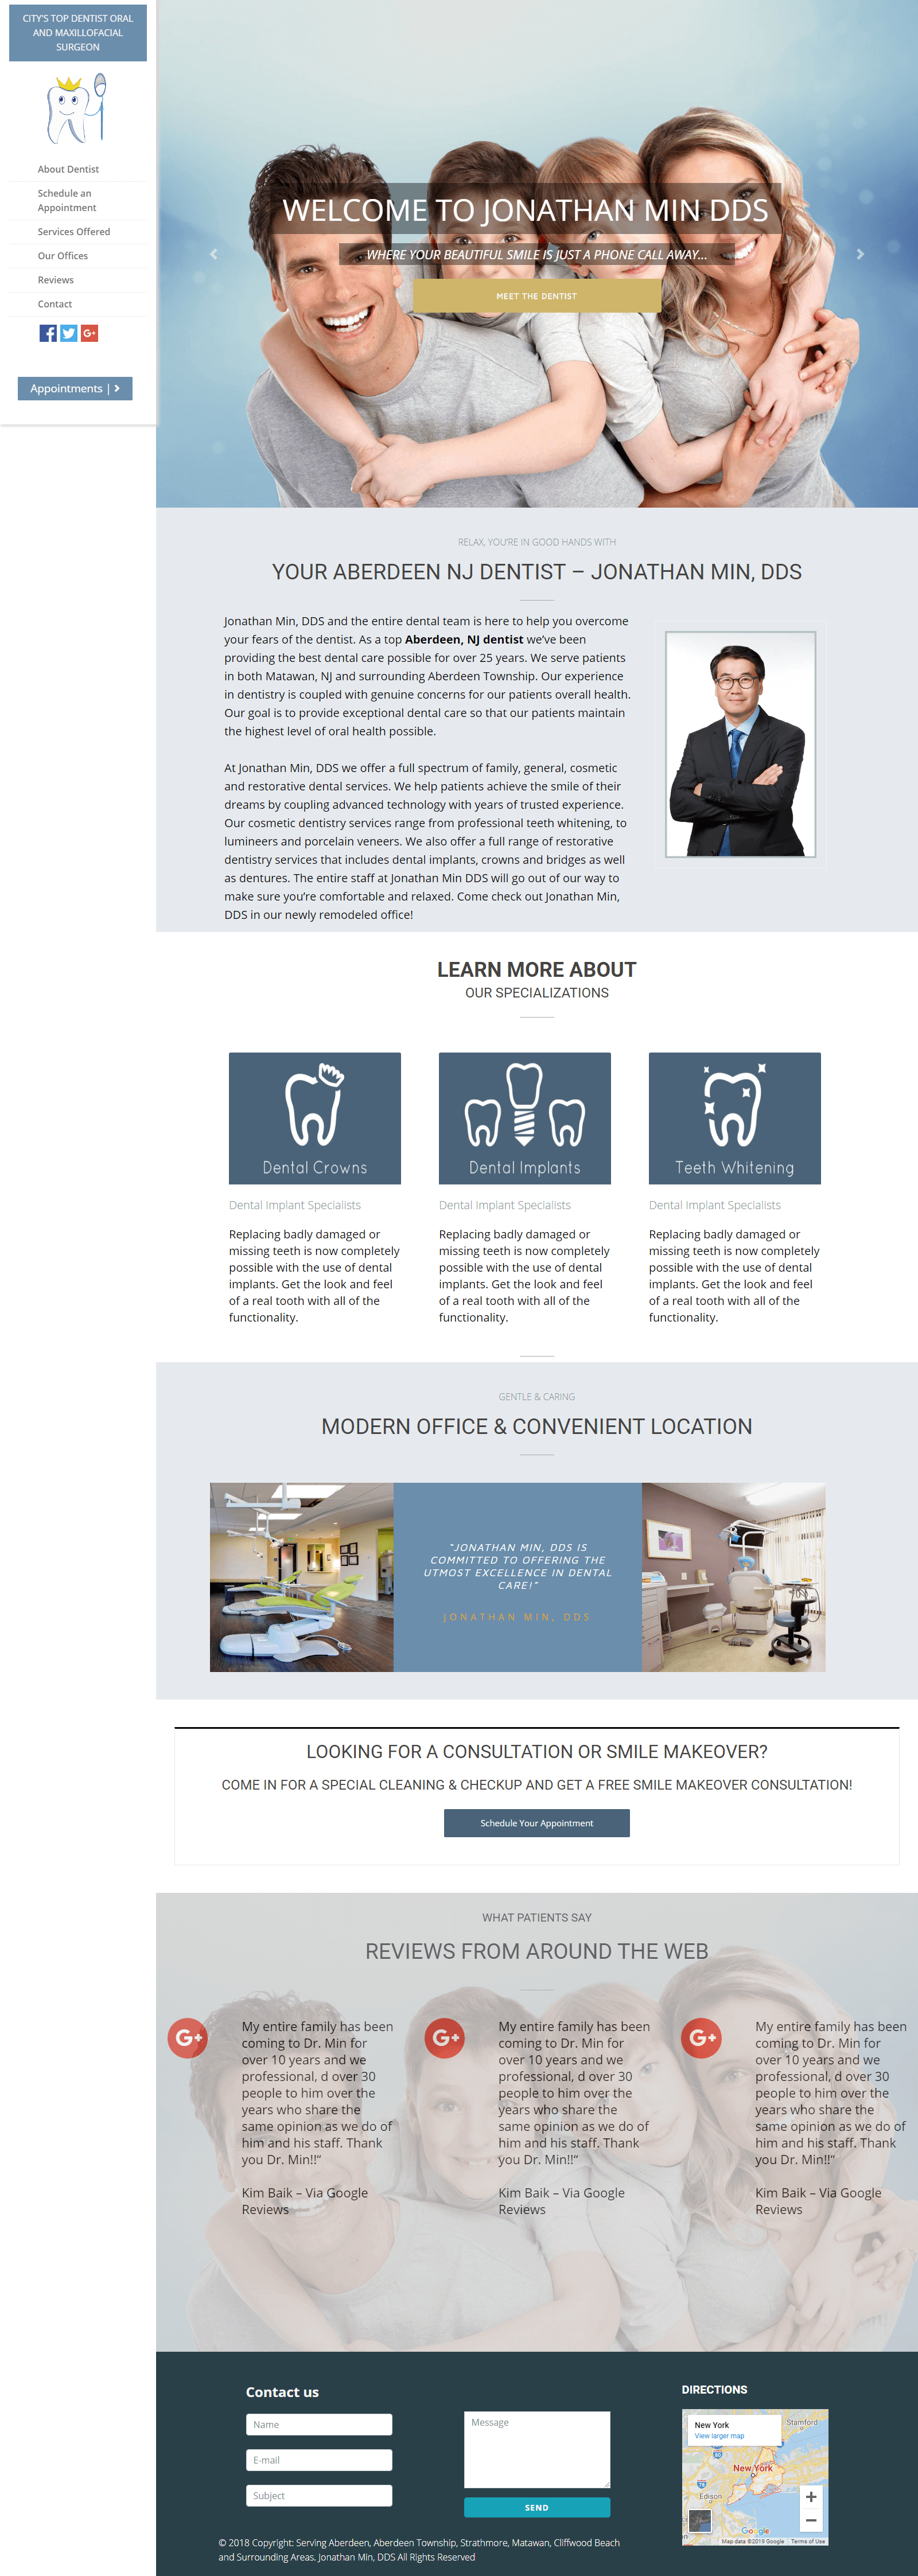 CITY'S TOP DENTIST ORAL
AND MAXILLOFACIAL
SURGEON
About Dentist
Schedule an
Appointment
Services Offered
Our Offices
Reviews
Contact
G+
Appointments |
WELCOME TO JONATHAN MIN DDS
WHERE YOUR BEAUTIFUL SMILE IS JUST A PHONE CALL AWAY...
MEET THE DENTIST
RELAX, YOU'RE IN GOOD HANDS WITH
YOUR ABERDEEN NJ DENTIST – JONATHAN MIN, DDS
Jonathan Min, DDS and the entire dental team is here to help you overcome
your fears of the dentist. As a top Aberdeen, NJ dentist we've been
providing the best dental care possible for over 25 years. We serve patients
in both Matawan, NJ and surrounding Aberdeen Township. Our experience
in dentistry is coupled with genuine concerns for our patients overall health.
Our goal is to provide exceptional dental care so that our patients maintain
the highest level of oral health possible.
At Jonathan Min, DDS we offer a full spectrum of family, general, cosmetic
and restorative dental services. We help patients achieve the smile of their
dreams by coupling advanced technology with years of trusted experience.
Our cosmetic dentistry services range from professional teeth whitening, to
lumineers and porcelain veneers. We also offer a full range of restorative
dentistry services that includes dental implants, crowns and bridges as well
as dentures. The entire staff at Jonathan Min DDS will go out of our way to
make sure you're comfortable and relaxed. Come check out Jonathan Min,
DDS in our newly remodeled office!
LEARN MORE ABOUT
OUR SPECIALIZATIONS
Dental Crowns
Dental Implant Specialists
Replacing badly damaged or
missing teeth is now completely
possible with the use of dental
implants. Get the look and feel
of a real tooth with all of the
functionality.
Dental Implants
Dental Implant Specialists
Replacing badly damaged or
missing teeth is now completely
possible with the use of dental
implants. Get the look and feel
of a real tooth with all of the
functionality.
Teeth Whitening
Dental Implant Specialists
Replacing badly damaged or
missing teeth is now completely
possible with the use of dental
implants. Get the look and feel
of a real tooth with all of the
functionality.
GENTLE & CARING
MODERN OFFICE & CONVENIENT LOCATION
"JONATHAN MIN, DDS IS
COMMITTED TO OFFERING THE
UTMOST EXCELLENCE IN DENTAL
CARE!"
JONATHAN MIN, DDS
LOOKING FOR A CONSULTATION OR SMILE MAKEOVER?
COME IN FOR A SPECIAL CLEANING & CHECKUP AND GET A FREE SMILE MAKEOVER CONSULTATION!
Schedule Your Appointment
WHAT PATIENTS SAY
REVIEWS FROM AROUND THE WEB
G+
My entire family has been
coming to Dr. Min for
over 10 years and we
professional, d over 30
people to him over the
years who share the
same opinion as we do of
him and his staff. Thank
you Dr. Min!!"
Kim Baik – Via Google
Reviews
G+
My entire family has been
coming to Dr. Min for
over 10 years and we
professional, d over 30
people to him over the
years who share the
same opinion as we do of
him and his staff. Thank
you Dr. Min!!"
Kim Baik – Via Google
Reviews
G+
My entire family has been
coming to Dr. Min for
over 10 years and we
professional, d over 30
people to him over the
years who share the
same opinion as we do of
him and his staff. Thank
you Dr. Min!!"
Kim Baik – Via Google
Reviews
Contact us
Name
E-mail
Subject
Message
SEND
DIRECTIONS
New York
View larger map
Stamford
New York
Edison
Google
Map data ©2019 Google
Terms of Use
© 2018 Copyright: Serving Aberdeen, Aberdeen Township, Strathmore, Matawan, Cliffwood Beach
and Surrounding Areas. Jonathan Min, DDS All Rights Reserved